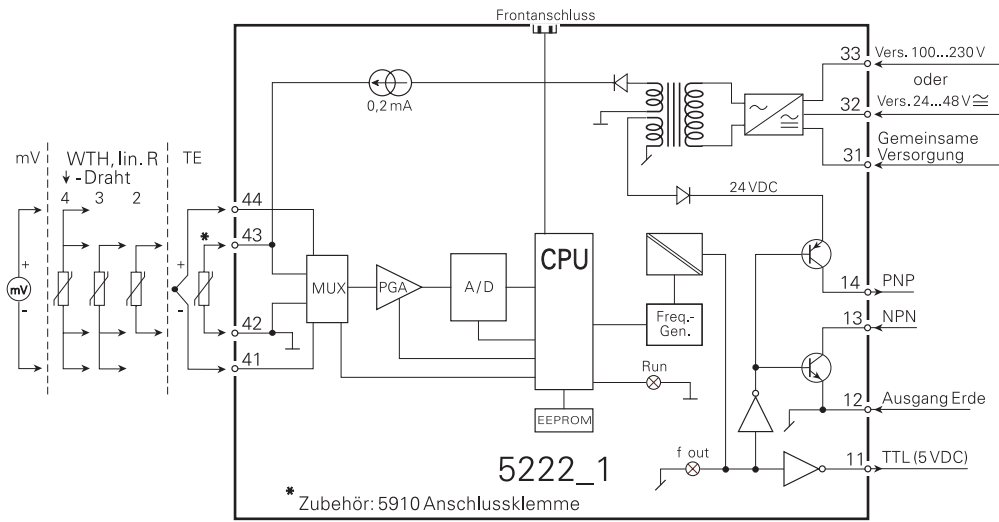 Frontanschluss
33 Vers. 100...230 V
oder
32 Vers. 24...48 V ≅
Gemeinsame
31 Versorgung
0,2 mA
mV WTH, lin. R TE
↓ -Draht
4 3 2
24 VDC
44
* 43
CPU
MUX PGA A/D
+ mV -
+ -
42
41
Freq.-
Gen.
14 PNP
13 NPN
Run
12 Ausgang Erde
EEPROM
f out
11 TTL (5 VDC)
5222_1
* Zubehör: 5910 Anschlussklemme